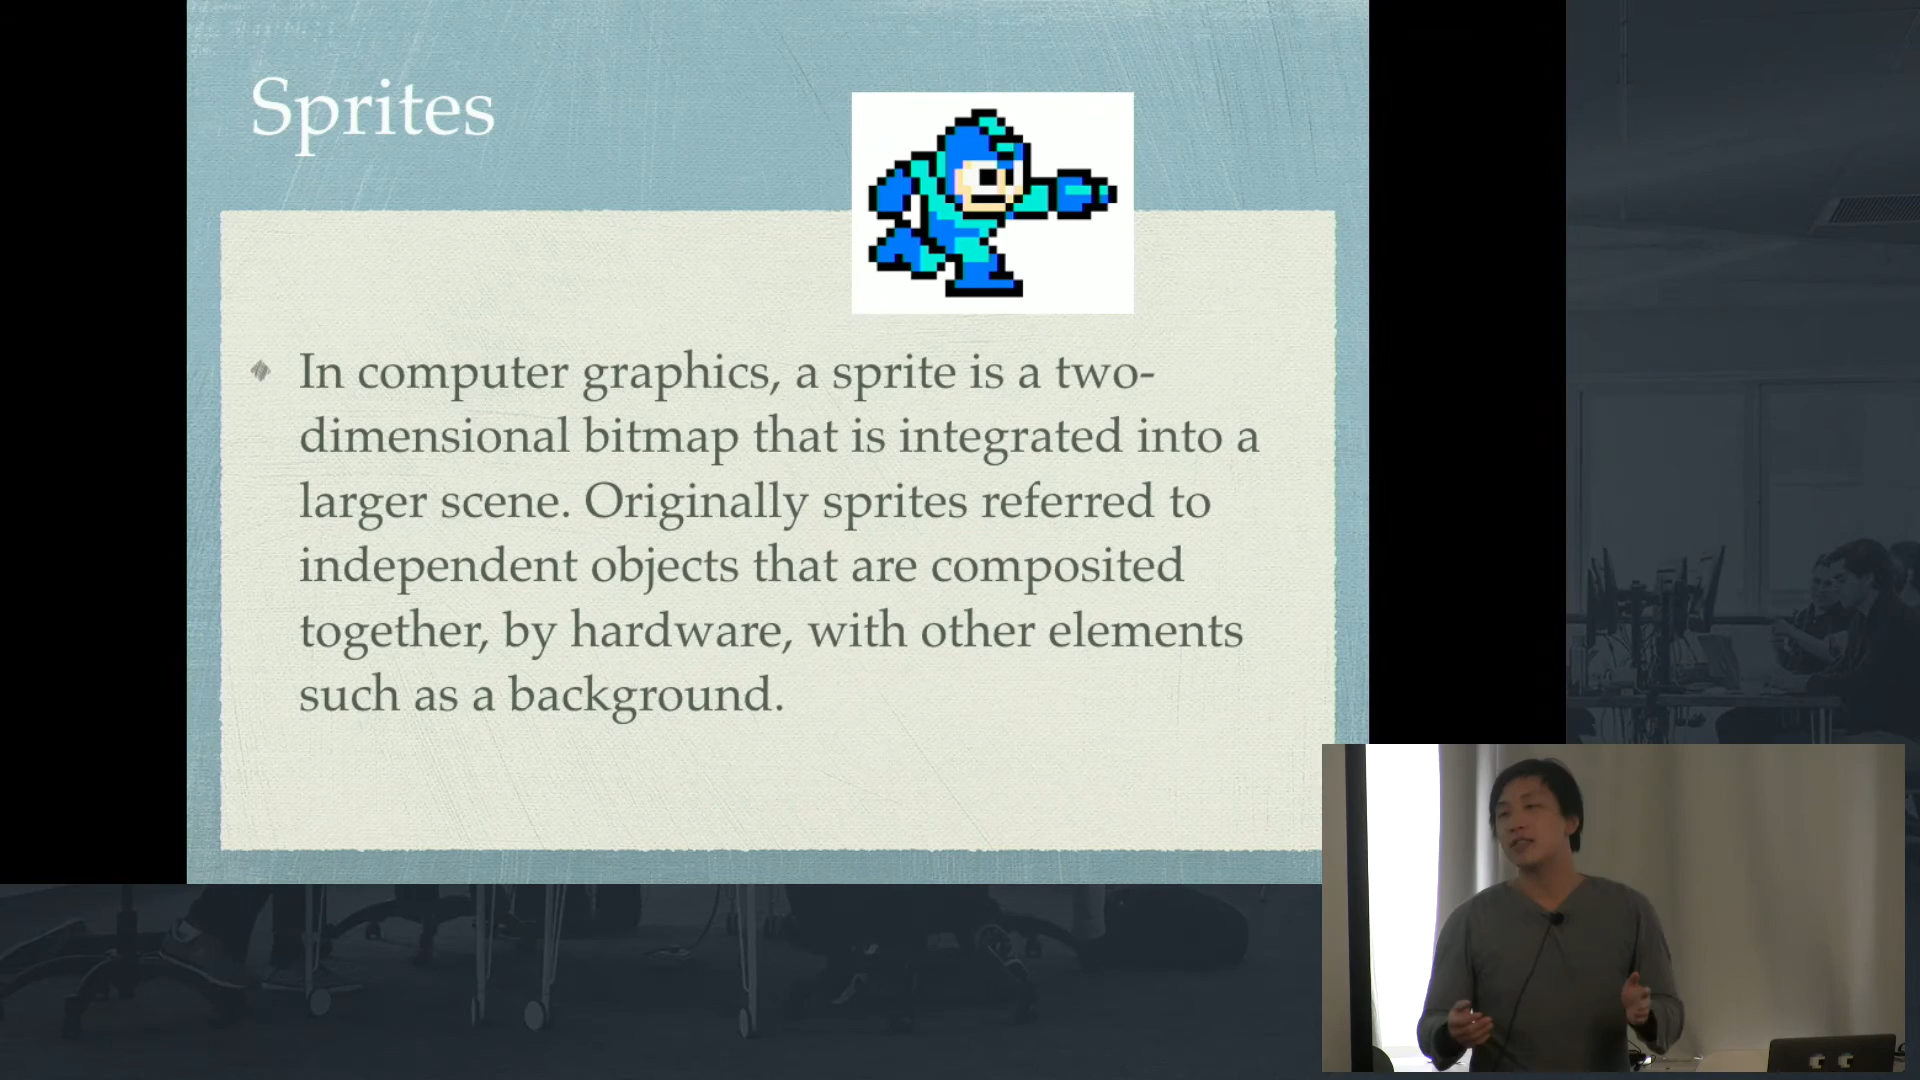 Sprites
In computer graphics, a sprite is a two-
dimensional bitmap that is integrated into a
larger scene. Originally sprites referred to
independent objects that are composited
together, by hardware, with other elements
such as a background.